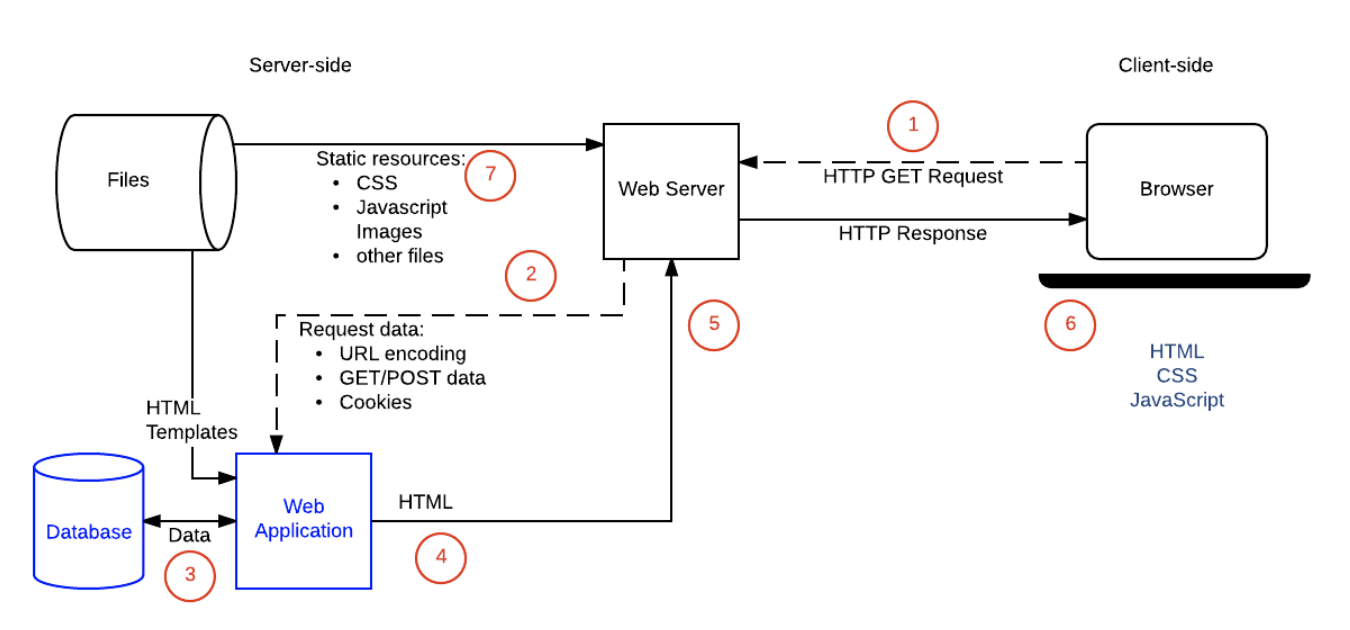 Server-side
Client-side
Files
Static resources:
• CSS
• Javascript
Images
• other files
7
Web Server
1
HTTP GET Request
HTTP Response
Browser
2
Request data:
• URL encoding
• GET/POST data
• Cookies
5
6
HTML
CSS
JavaScript
HTML
Templates
Database
Data
3
Web
Application
HTML
4